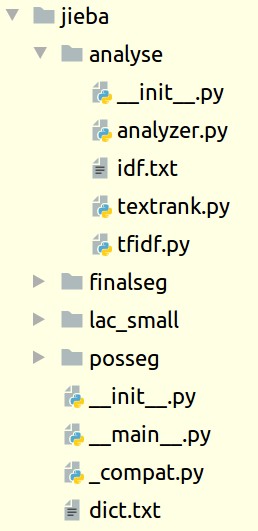 jieba
analyse
__init__.py
analyzer.py
idf.txt
textrank.py
tfidf.py
finalseg
lac_small
posseg
__init__.py
__main__.py
_compat.py
dict.txt